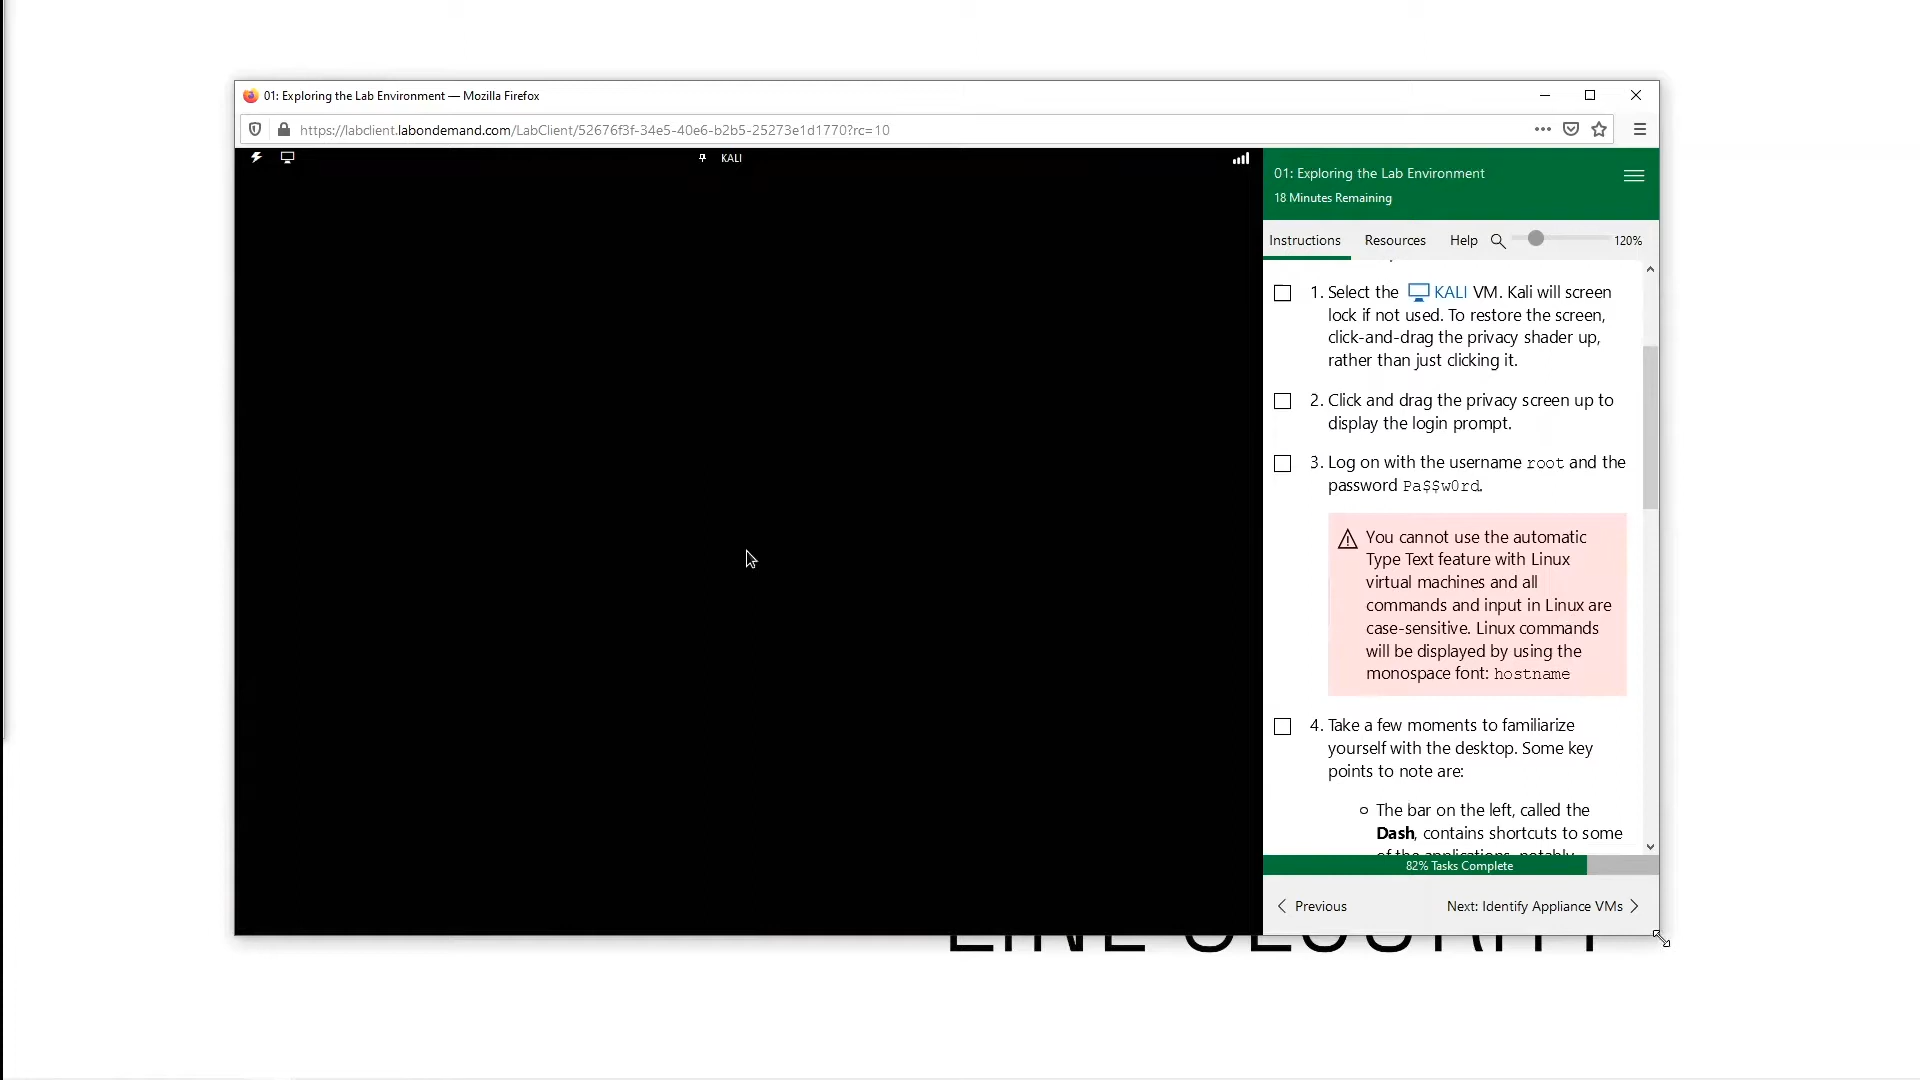 01: Exploring the Lab Environment — Mozilla Firefox
https://labclient.labondemand.com/LabClient/52676f3f-34e5-40e6-b2b5-25273e1d1770?rc=10
KALI
01: Exploring the Lab Environment
18 Minutes Remaining
Instructions Resources Help 120%
1. Select the KALI VM. Kali will screen
lock if not used. To restore the screen,
click-and-drag the privacy shader up,
rather than just clicking it.
2. Click and drag the privacy screen up to
display the login prompt.
3. Log on with the username root and the
password Pa$$w0rd.
You cannot use the automatic
Type Text feature with Linux
virtual machines and all
commands and input in Linux are
case-sensitive. Linux commands
will be displayed by using the
monospace font: hostname
4. Take a few moments to familiarize
yourself with the desktop. Some key
points to note are:
The bar on the left, called the
Dash, contains shortcuts to some
of the applications, notably
82% Tasks Complete
Previous Next: Identify Appliance VMs
LINE SECURITY